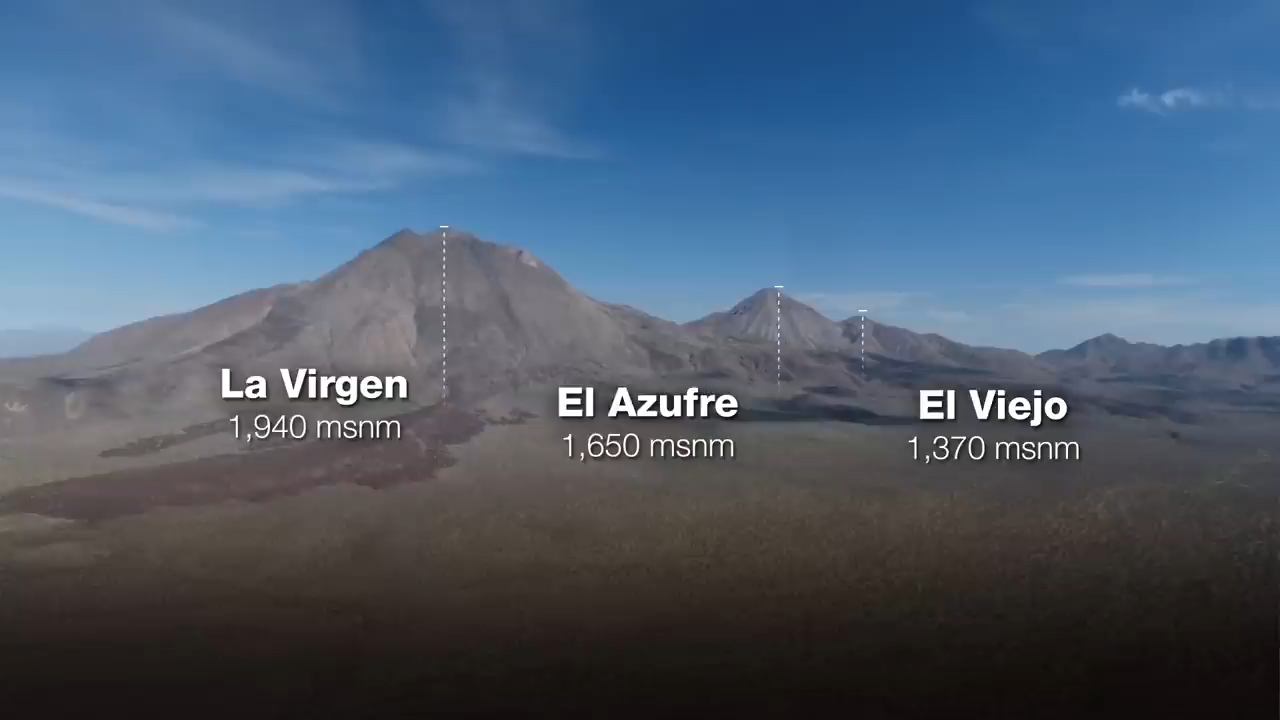 La Virgen
1,940 msnm
El Azufre
1,650 msnm
El Viejo
1,370 msnm